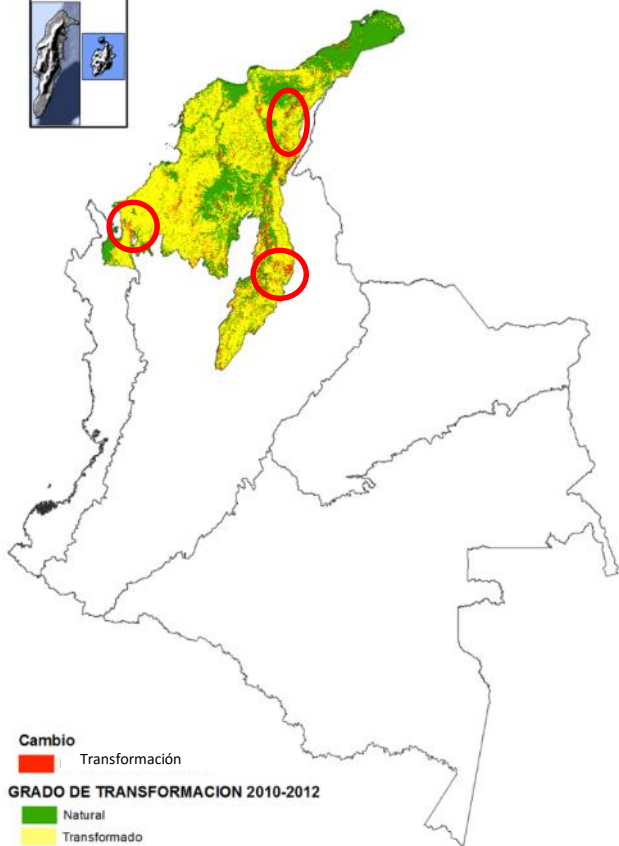 Cambio
Transformación
GRADO DE TRANSFORMACION 2010-2012
Natural
Transformado